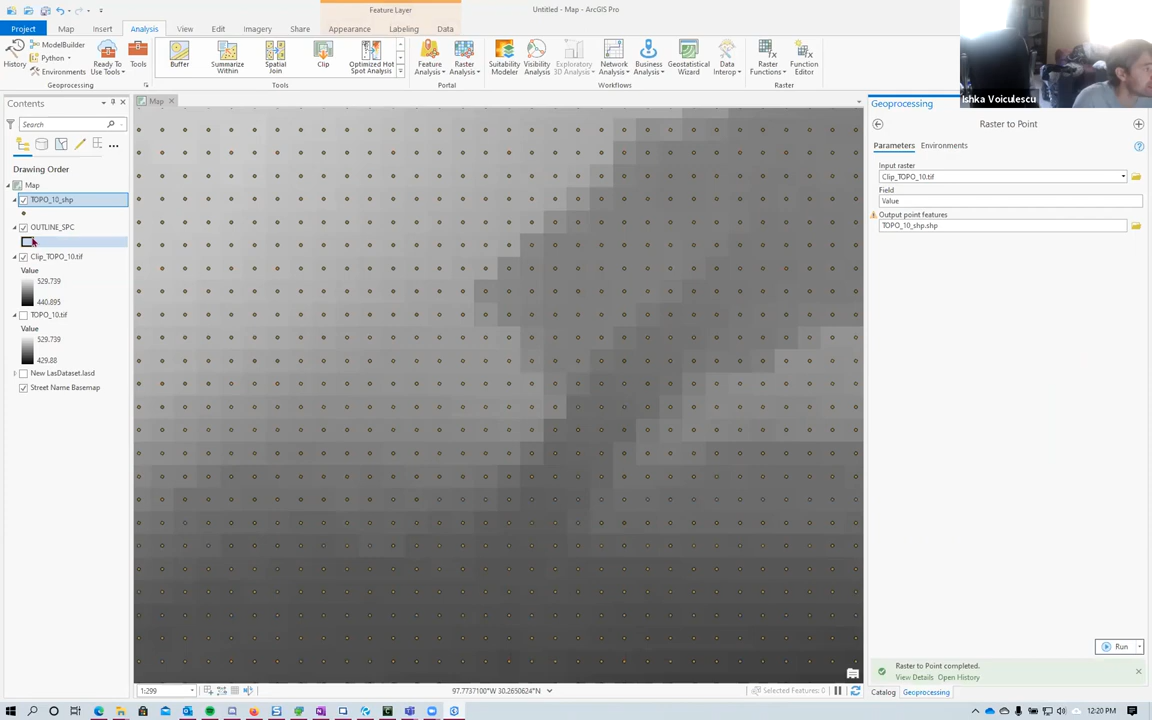 Untitled - Map - ArcGIS Pro
Feature Layer
Project Map Insert Analysis View Edit Imagery Share Appearance Labeling Data
History
ModelBuilder
Python
Environments
Ready To Use Tools
Tools
Buffer
Summarize Within
Spatial Join
Clip
Optimized Hot Spot Analysis
Feature Analysis
Raster Analysis
Suitability Modeler
Visibility Analysis
Exploratory 3D Analysis
Network Analysis
Business Analysis
Geostatistical Wizard
Data Interop
Raster Functions
Function Editor
Geoprocessing
Tools
Portal
Workflows
Raster
Ishka Voiculescu
Contents
Search
Drawing Order
Map
TOPO_10_shp
OUTLINE_SPC
Clip_TOPO_10.tif
Value
529.739
440.895
TOPO_10.tif
Value
529.739
429.88
New LasDataset.lasd
Street Name Basemap
Map
1:299
97.7737100°W 30.2650624°N
Selected Features: 0
Geoprocessing
Raster to Point
Parameters Environments
Input raster
Clip_TOPO_10.tif
Field
Value
Output point features
TOPO_10_shp.shp
Run
Raster to Point completed.
View Details Open History
Catalog Geoprocessing
12:20 PM